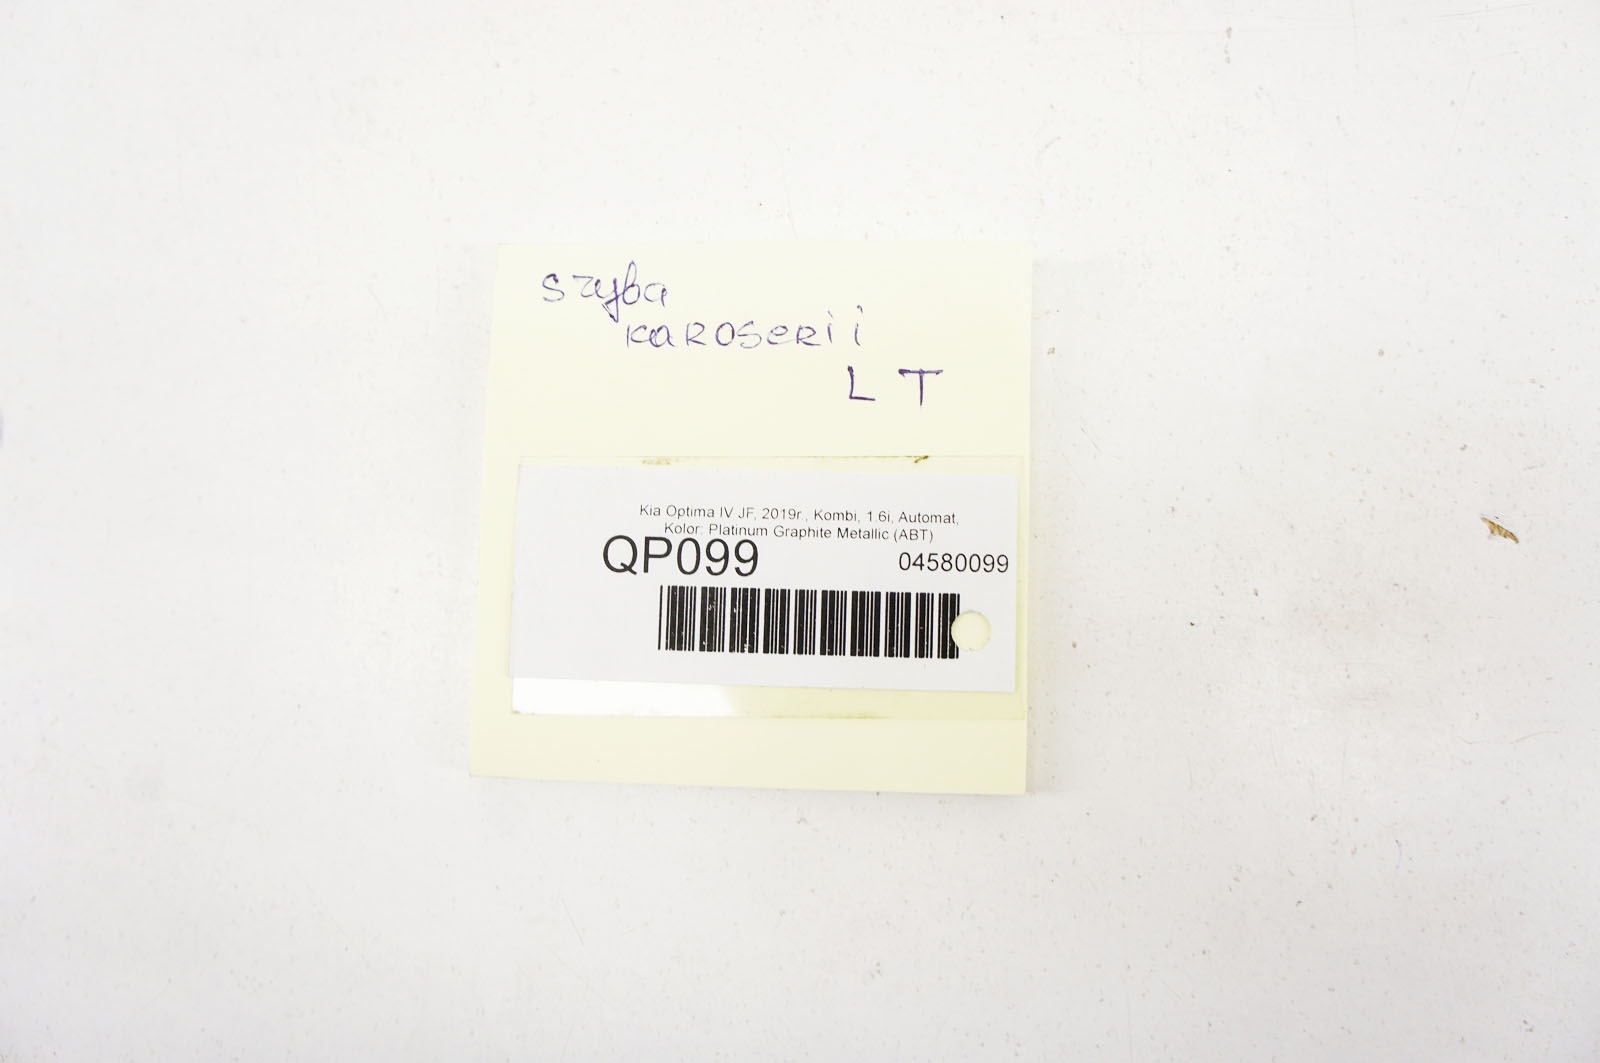 szyba
karoserii
L T
Kia Optima IV JF, 2019r., Kombi, 1.6i, Automat,
Kolor: Platinum Graphite Metallic (ABT)
QP099 04580099